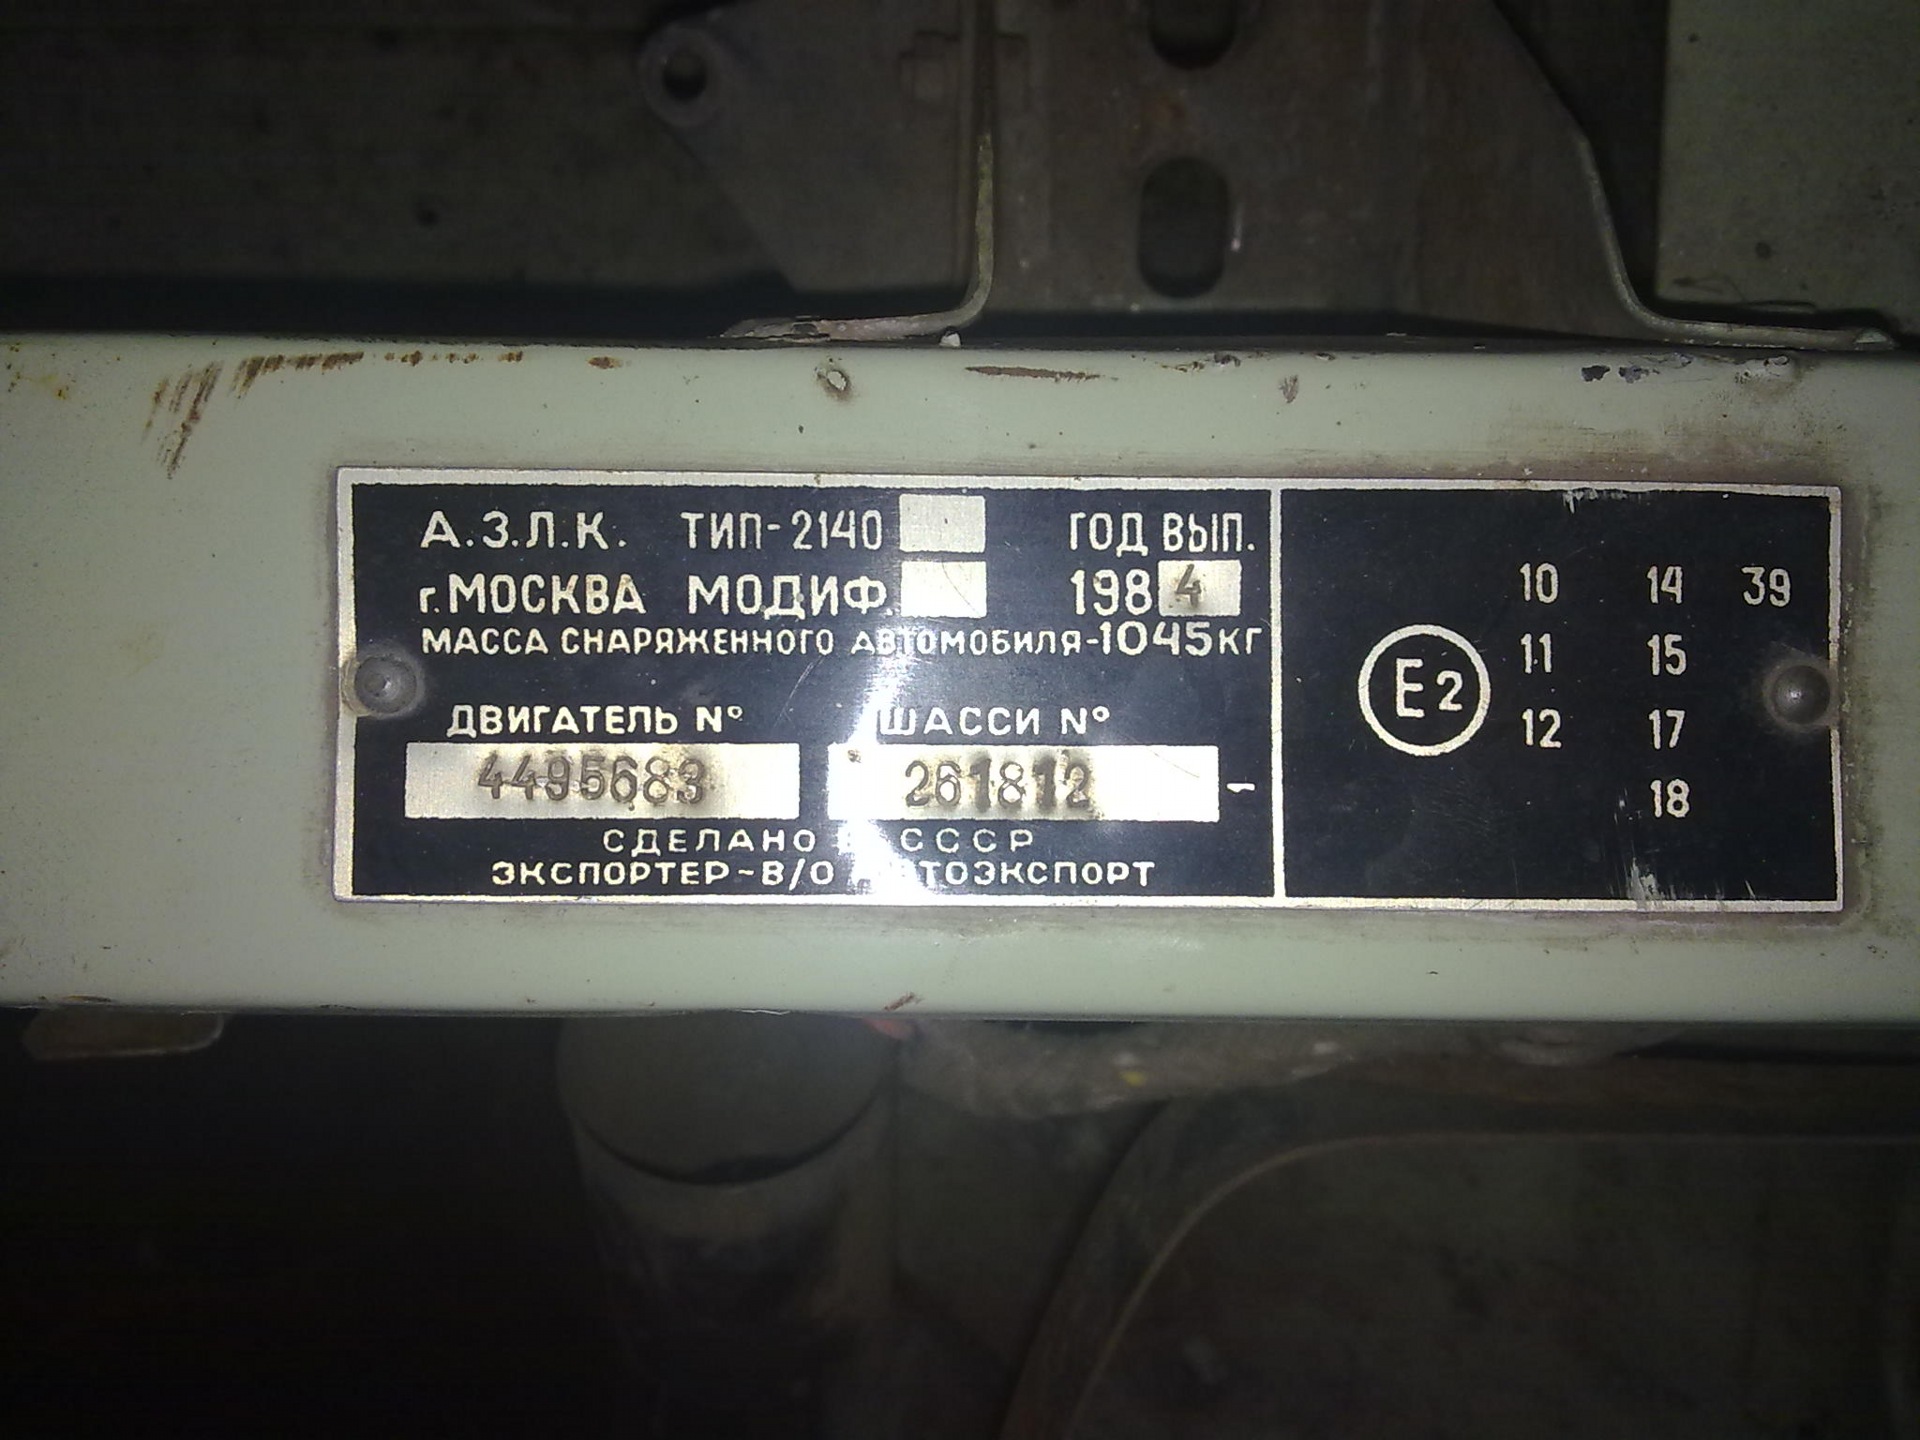 А.З.Л.К. ТИП-2140 ГОД ВЫП.
г. МОСКВА МОДИФ. 1984
МАССА СНАРЯЖЕННОГО АВТОМОБИЛЯ-1045КГ
ДВИГАТЕЛЬ № ШАССИ №
4495683 261812 -
СДЕЛАНО СССР
ЭКСПОРТЕР-В/О
10 14 39
11 15
E2
12 17
18